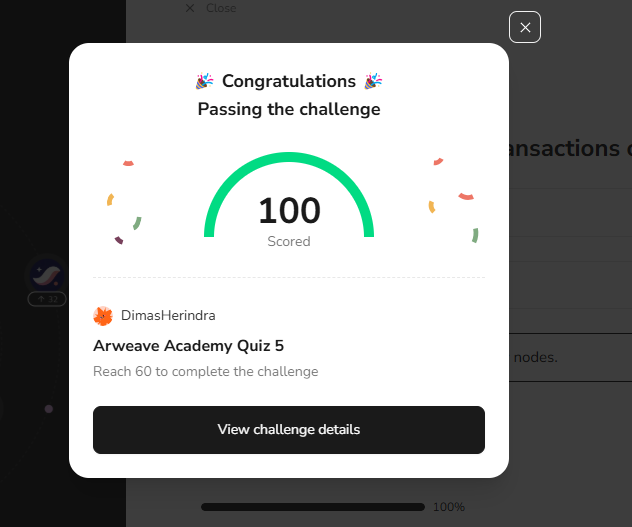 Close
Congratulations
Passing the challenge
ansactions
100
Scored
32
DimasHerindra
nodes.
Arweave Academy Quiz 5
Reach 60 to complete the challenge
View challenge details
100%